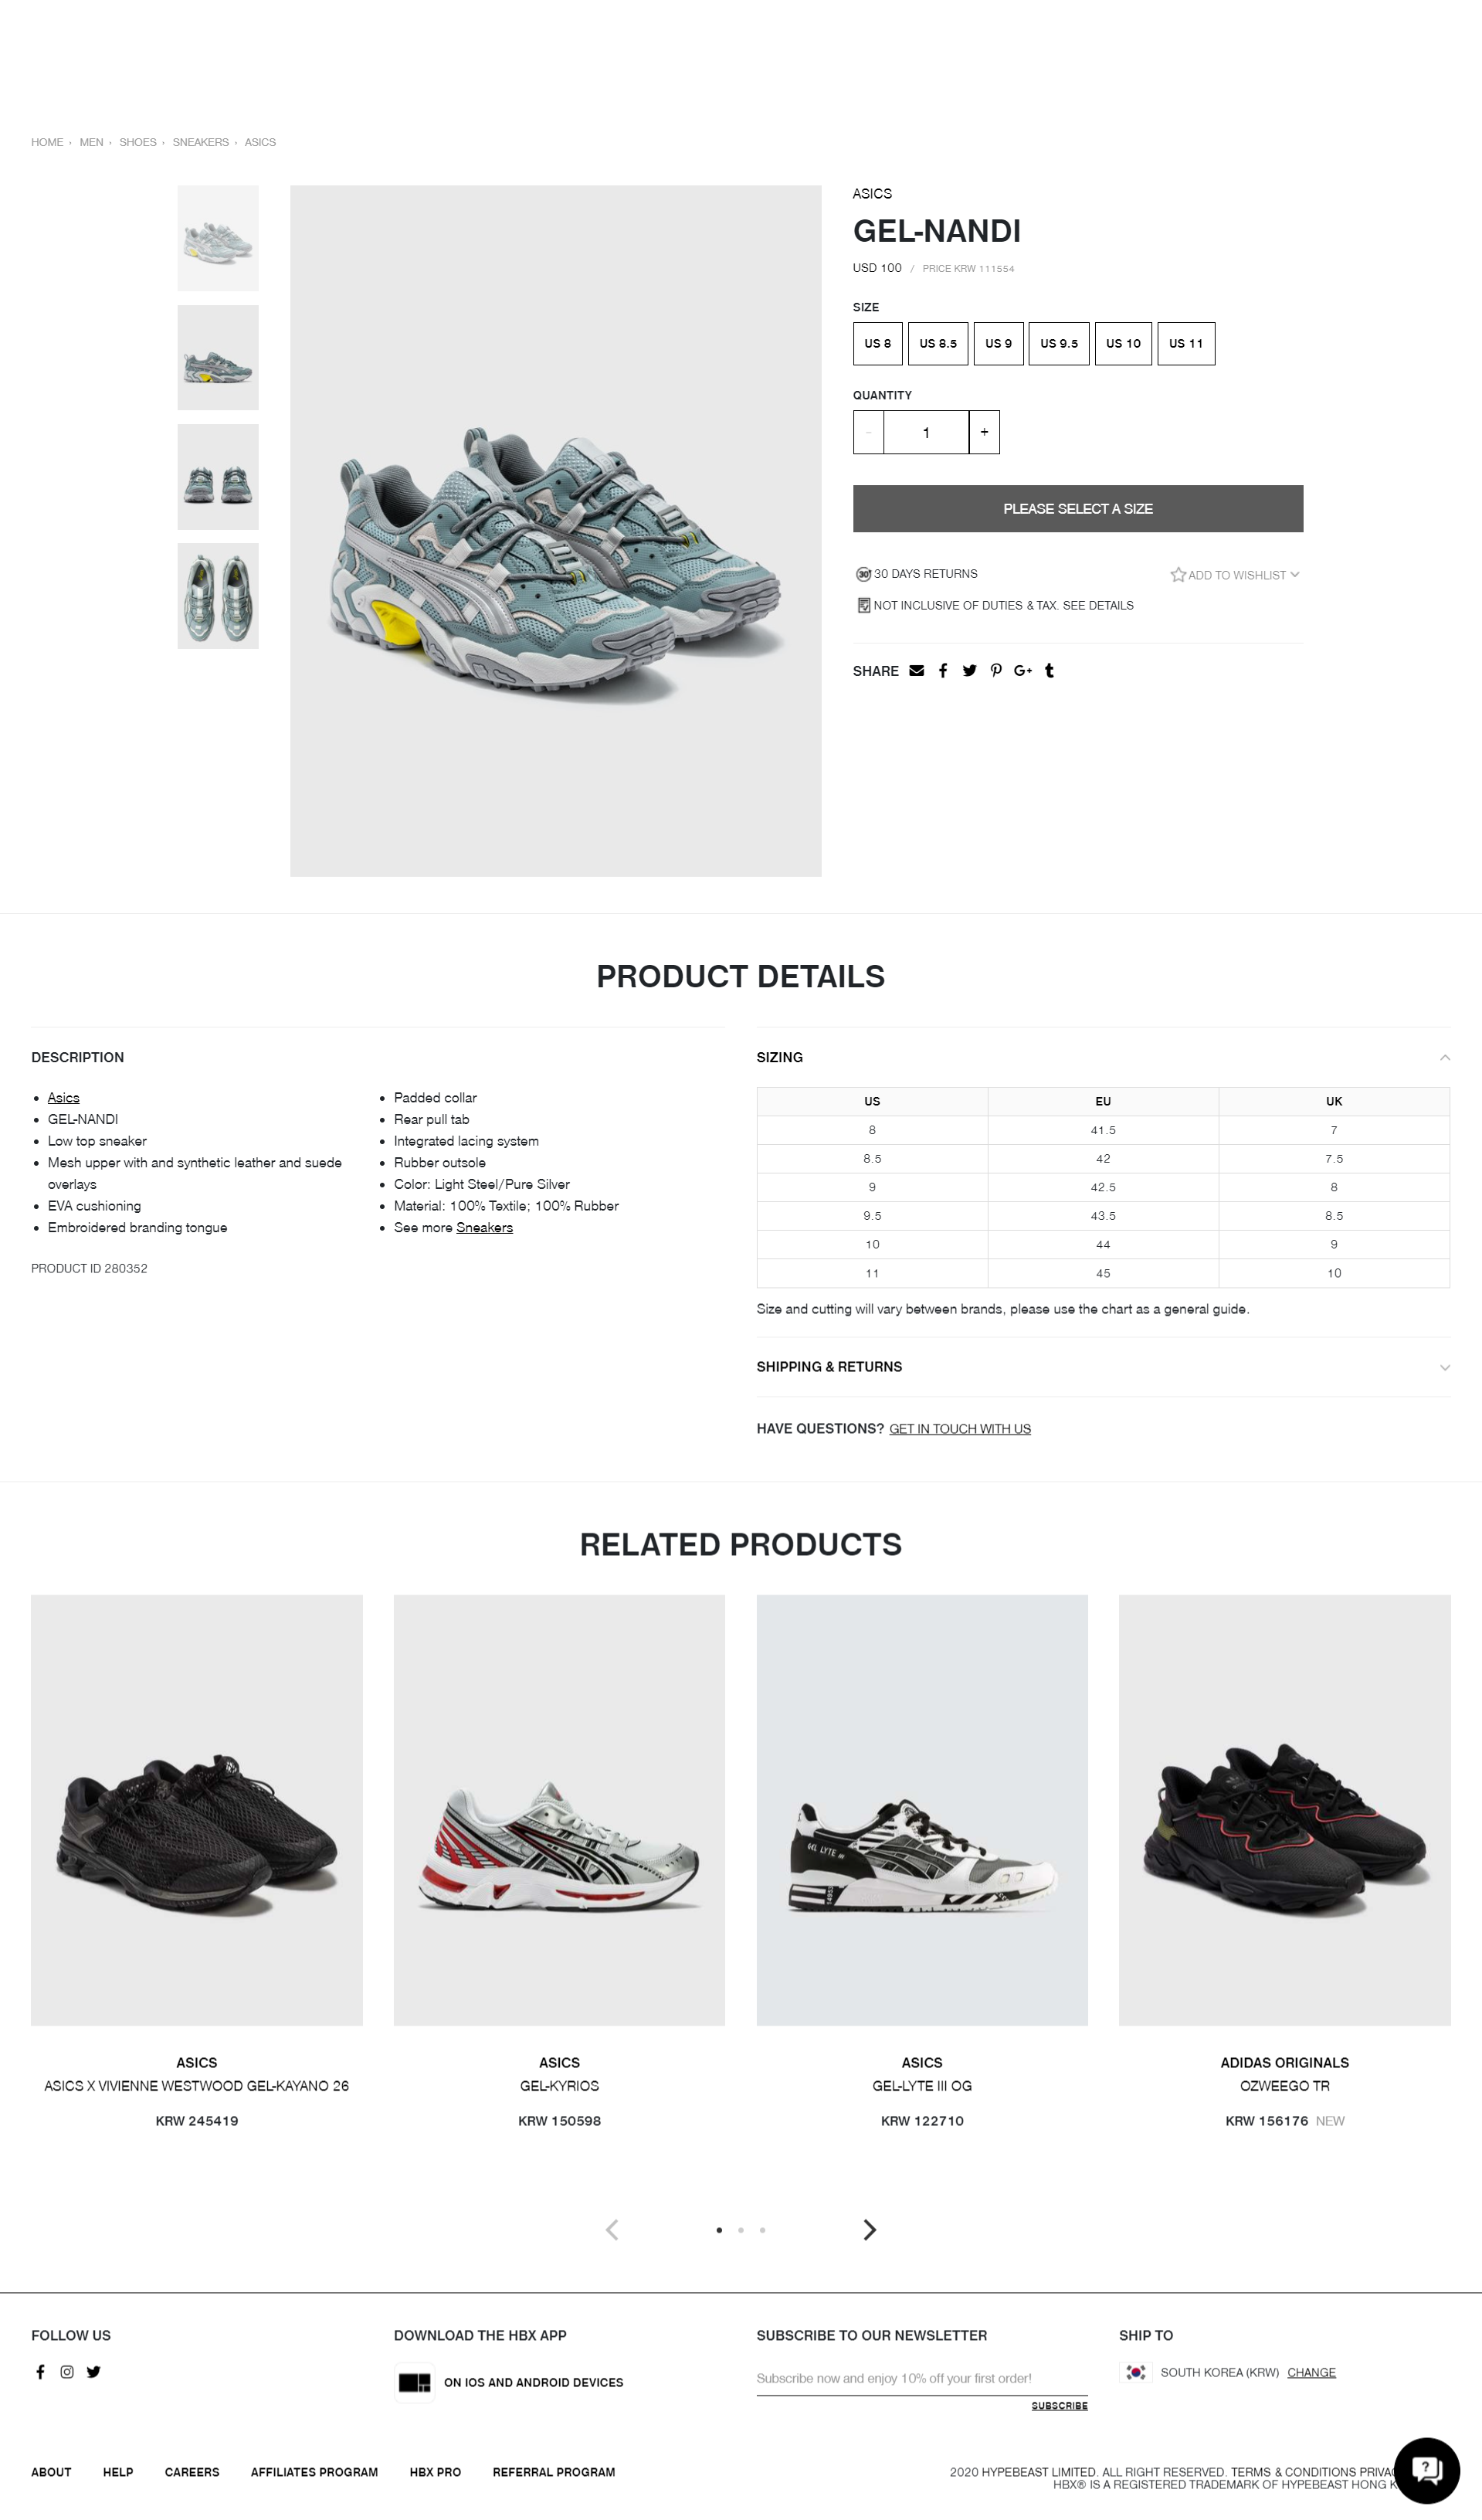 HOME › MEN › SHOES › SNEAKERS › ASICS
ASICS
GEL-NANDI
USD 100 / PRICE KRW 111554
SIZE
US 8 US 8.5 US 9 US 9.5 US 10 US 11
QUANTITY
- 1 +
PLEASE SELECT A SIZE
30 30 DAYS RETURNS
ADD TO WISHLIST
NOT INCLUSIVE OF DUTIES & TAX. SEE DETAILS
SHARE
PRODUCT DETAILS
DESCRIPTION
• Asics
• GEL-NANDI
• Low top sneaker
• Mesh upper with and synthetic leather and suede
overlays
• EVA cushioning
• Embroidered branding tongue
• Padded collar
• Rear pull tab
• Integrated lacing system
• Rubber outsole
• Color: Light Steel/Pure Silver
• Material: 100% Textile; 100% Rubber
• See more Sneakers
PRODUCT ID 280352
SIZING
US EU UK
8 41.5 7
8.5 42 7.5
9 42.5 8
9.5 43.5 8.5
10 44 9
11 45 10
Size and cutting will vary between brands, please use the chart as a general guide.
SHIPPING & RETURNS
HAVE QUESTIONS? GET IN TOUCH WITH US
RELATED PRODUCTS
GEL LYTE III
ASICS
ASICS X VIVIENNE WESTWOOD GEL-KAYANO 26
KRW 245419
ASICS
GEL-KYRIOS
KRW 150598
ASICS
GEL-LYTE III OG
KRW 122710
ADIDAS ORIGINALS
OZWEEGO TR
KRW 156176 NEW
FOLLOW US
DOWNLOAD THE HBX APP
ON IOS AND ANDROID DEVICES
SUBSCRIBE TO OUR NEWSLETTER
Subscribe now and enjoy 10% off your first order!
SUBSCRIBE
SHIP TO
SOUTH KOREA (KRW) CHANGE
ABOUT HELP CAREERS AFFILIATES PROGRAM HBX PRO REFERRAL PROGRAM
2020 HYPEBEAST LIMITED. ALL RIGHT RESERVED. TERMS & CONDITIONS
HBX® IS A REGISTERED TRADEMARK OF HYPEBEAST HONG